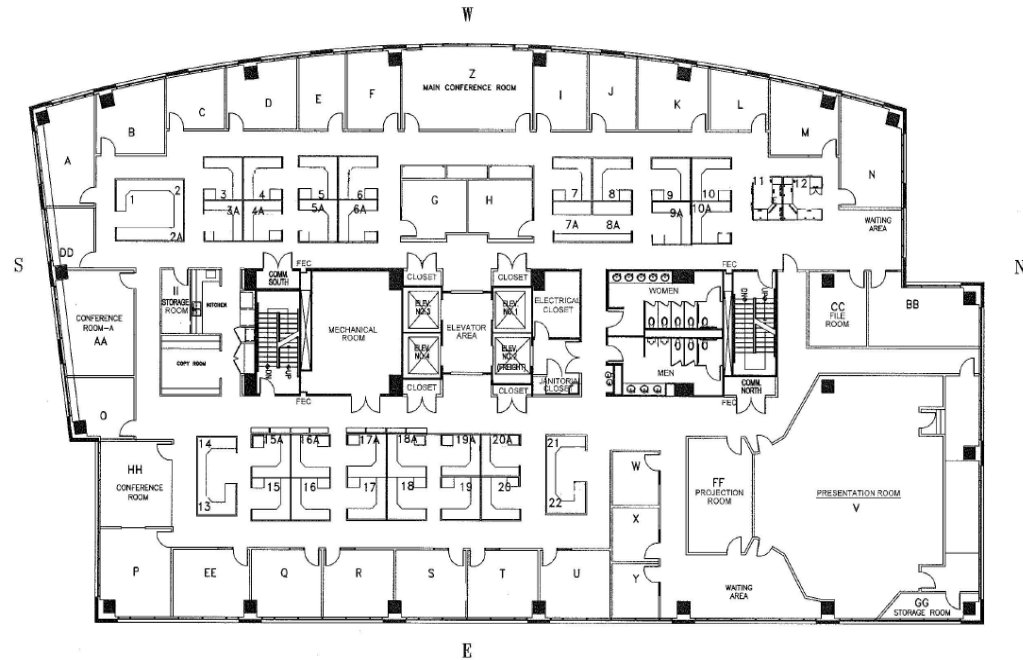 W
Z
MAIN CONFERENCE ROOM
A
B
C
D
E
F
I
J
K
L
M
N
1
2
2A
3
4
3A
4A
5
6
5A
6A
G
H
7
8
7A
8A
9
10
9A
10A
11
12
WAITING
AREA
S
N
DD
FEC
COMM.
SOUTH
CLOSET
CLOSET
FEC
II
STORAGE
ROOM
KITCHEN
MECHANICAL
ROOM
ELEV.
NO.3
ELEVATOR
AREA
ELEV.
NO.1
ELECTRICAL
CLOSET
WOMEN
DN
UP
CC
FILE
ROOM
BB
CONFERENCE
ROOM-A
AA
COPY ROOM
DN
UP
ELEV.
NO.4
ELEV.
NO.2
(FREIGHT)
JANITORIAL
CLOSET
MEN
CLOSET
CLOSET
COMM.
NORTH
FEC
FEC
O
14
13
15A
16A
15
16
17A
18A
17
18
19A
20A
19
20
21
22
HH
CONFERENCE
ROOM
W
X
Y
FF
PROJECTION
ROOM
PRESENTATION ROOM
V
P
EE
Q
R
S
T
U
WAITING
AREA
GG
STORAGE ROOM
E